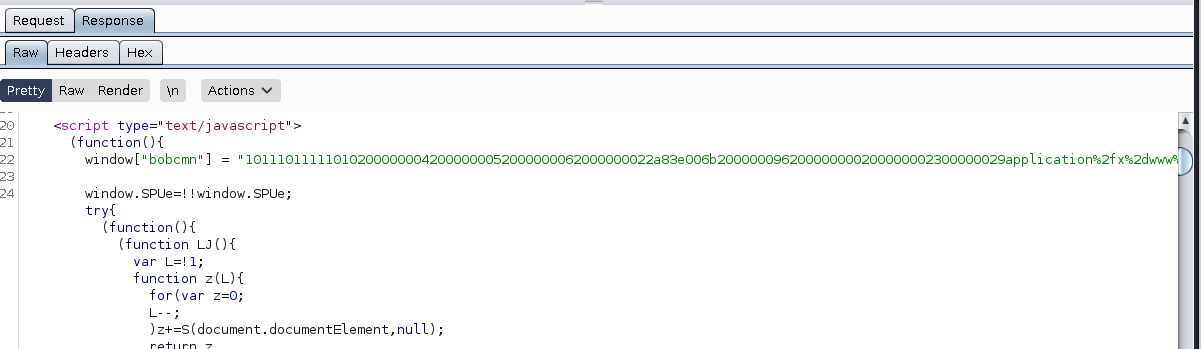 Request Response
Raw Headers Hex
Pretty Raw Render \n Actions
20 <script type="text/javascript">
21 (function(){
22 window["bobcmn"] = "10111011111010200000004200000005200000006200000022a83e006b200000096200000000200000002300000029application%2fx%2dwww%
23
24 window.SPUe=!!window.SPUe;
try{
(function(){
(function LJ(){
var L=!1;
function z(L){
for(var z=0;
L--;
)z+=S(document.documentElement,null);
return z